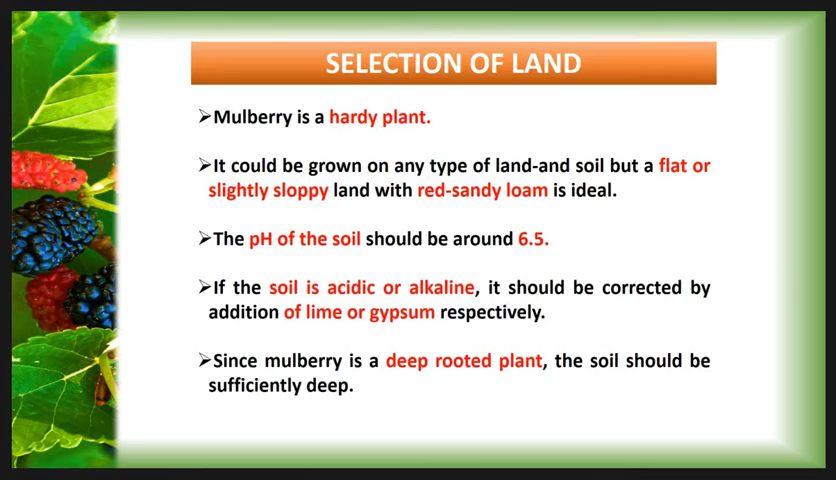 SELECTION OF LAND
➢Mulberry is a hardy plant.
➢It could be grown on any type of land-and soil but a flat or
slightly sloppy land with red-sandy loam is ideal.
➢The pH of the soil should be around 6.5.
➢If the soil is acidic or alkaline, it should be corrected by
addition of lime or gypsum respectively.
➢Since mulberry is a deep rooted plant, the soil should be
sufficiently deep.